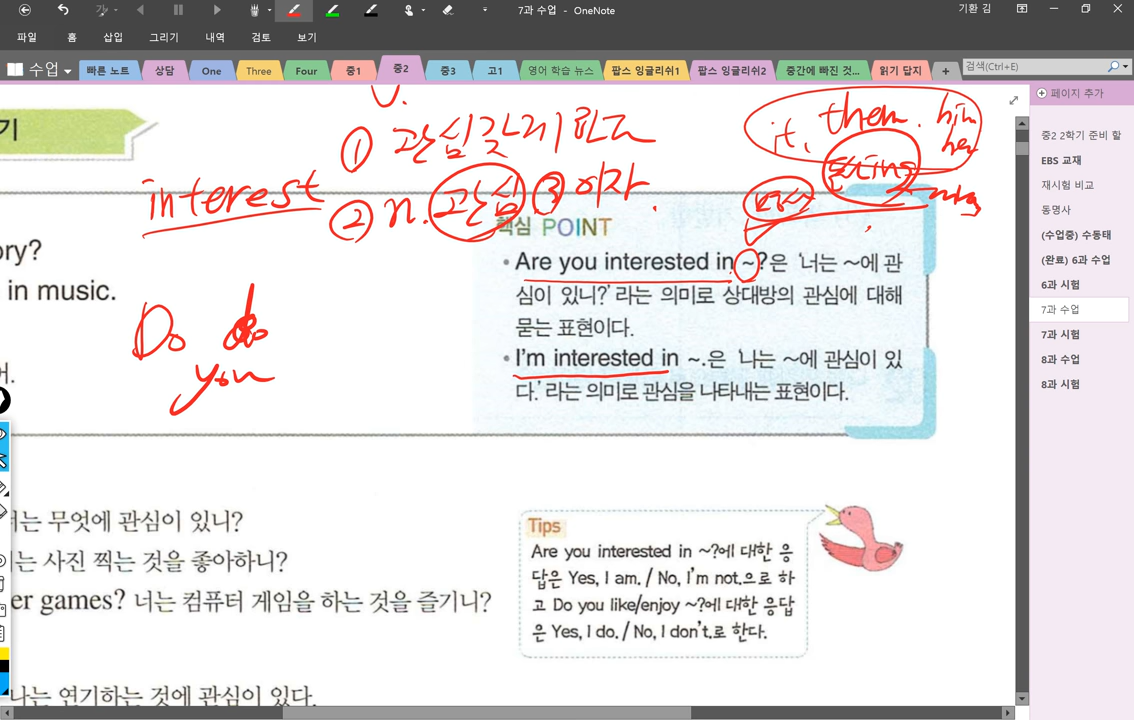 7과 수업 - OneNote
기환 김
파일 홈 삽입 그리기 내역 검토 보기
수업 빠른 노트 상담 One Three Four 중1 중2 중3 고1 영어 학습 뉴스 팝스 잉글리쉬1 팝스 잉글리쉬2 중간에 빠진 것... 읽기 답지 + 검색(Ctrl+E)
페이지 추가
중2 2학기 준비 할
EBS 교재
재시험 비교
동명사
(수업중) 수동태
(완료) 6과 수업
6과 시험
7과 수업
7과 시험
8과 수업
8과 시험
기
v.
① 관심갖게 한다
it, them. him
her
interest ② n. 관심 ③ 이자.
핵심 POINT
ory?
in music.
• Are you interested in ~?은 '너는 ~에 관
심이 있니?' 라는 의미로 상대방의 관심에 대해
묻는 표현이다.
• I'm interested in ~.은 '나는 ~에 관심이 있
다.' 라는 의미로 관심을 나타내는 표현이다.
Do do
you
어.
너는 무엇에 관심이 있니?
는 사진 찍는 것을 좋아하니?
er games? 너는 컴퓨터 게임을 하는 것을 즐기니?
나는 연기하는 것에 관심이 있다.
Tips
Are you interested in ~?에 대한 응
답은 Yes, I am. / No, I'm not.으로 하
고 Do you like/enjoy ~?에 대한 응답
은 Yes, I do. / No, I don't.로 한다.